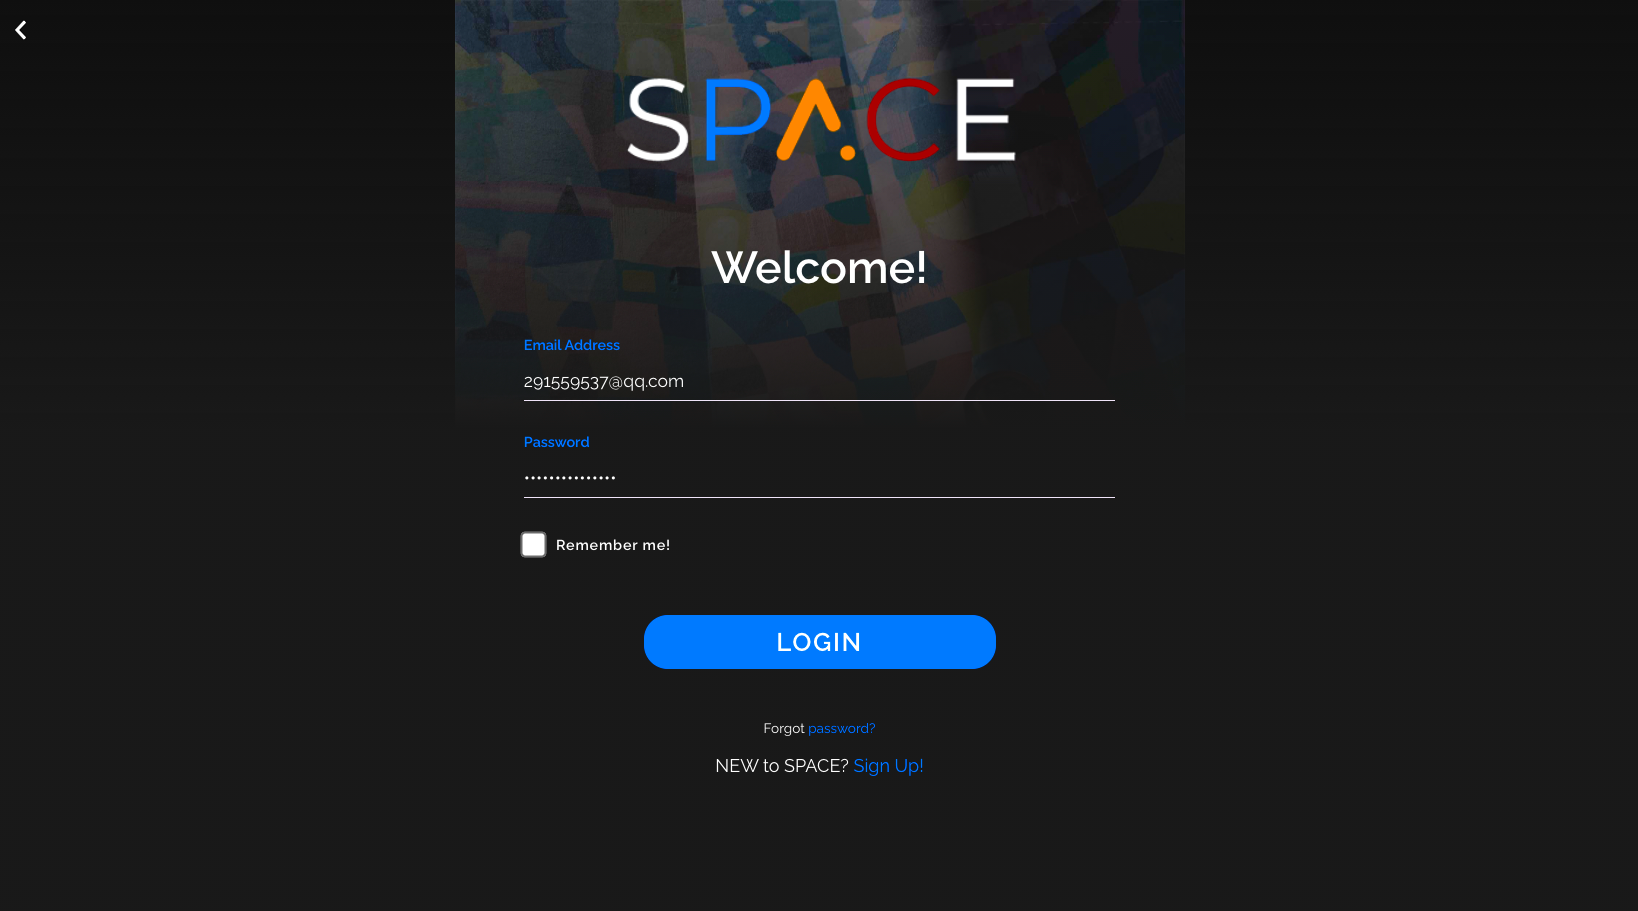 SPACE
Welcome!
Email Address
291559537@qq.com
Password
•••••••••••••••
Remember me!
LOGIN
Forgot password?
NEW to SPACE? Sign Up!